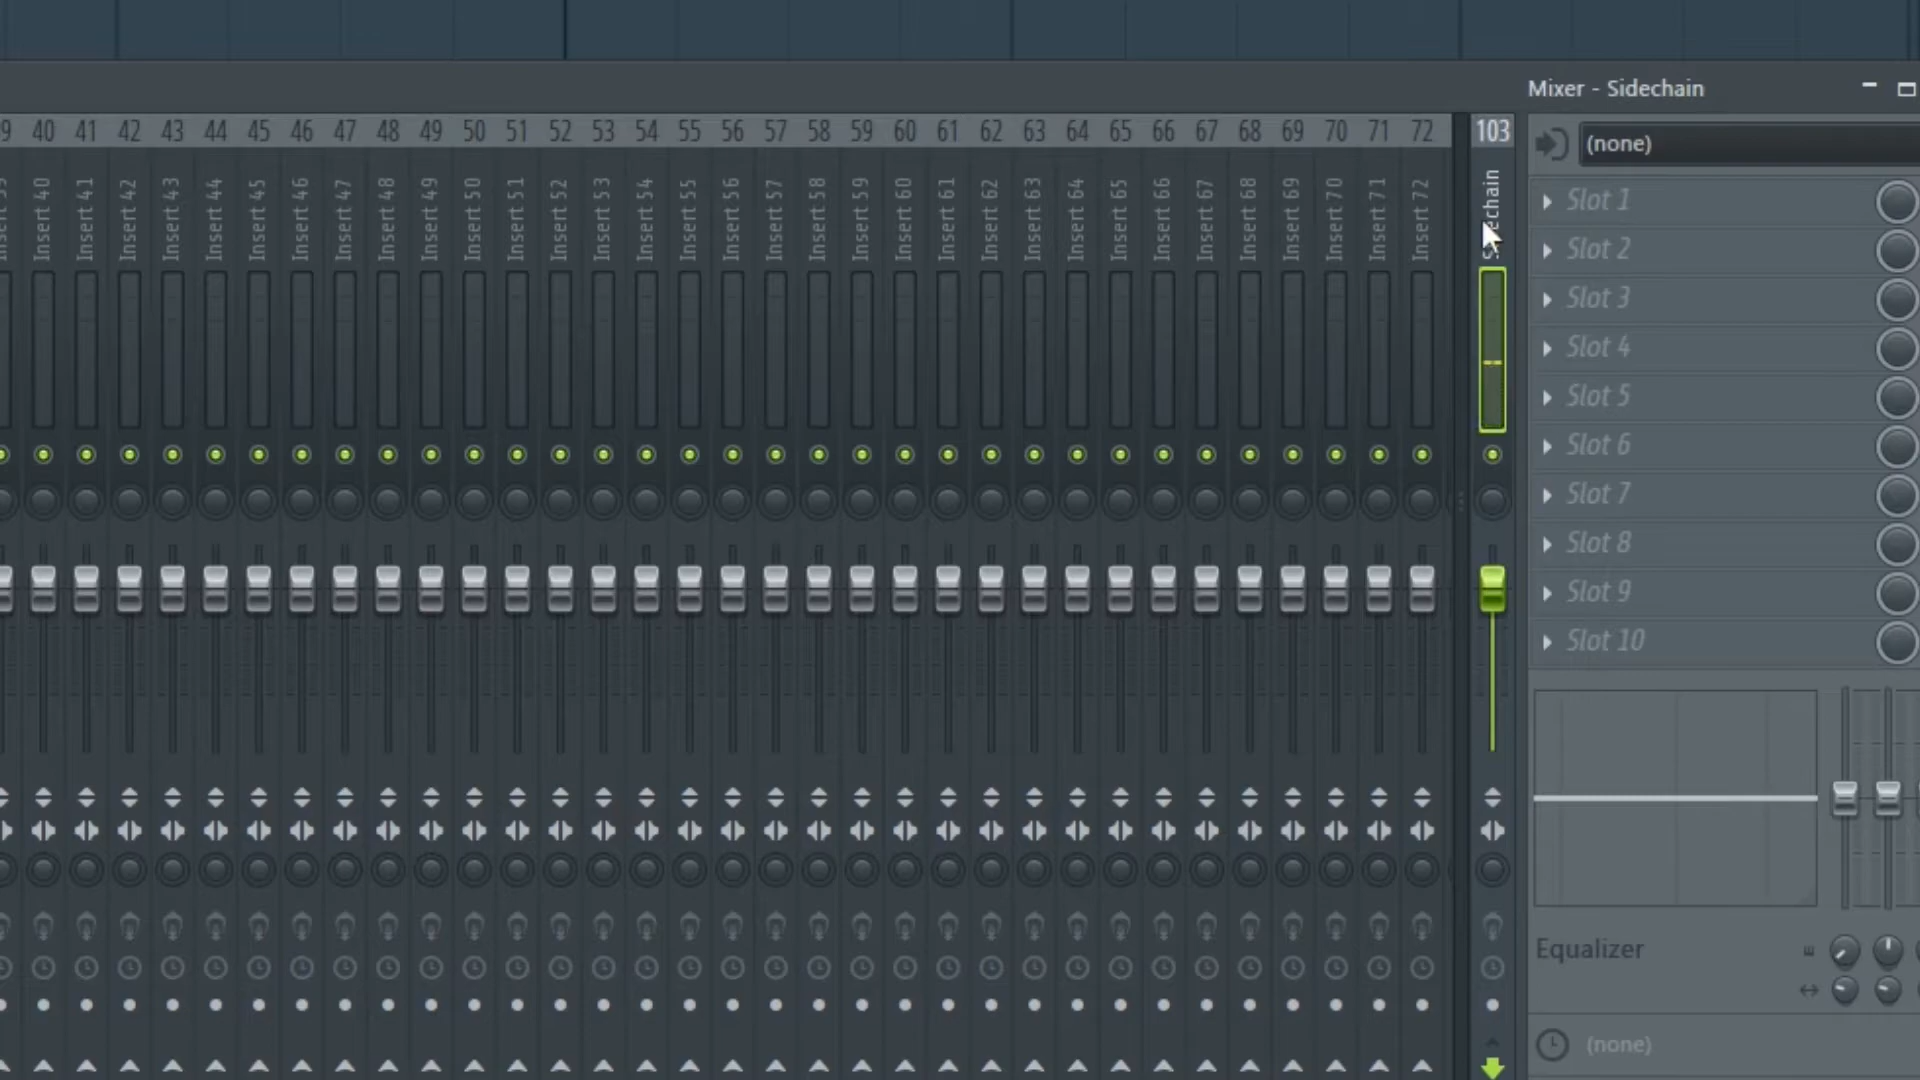 Mixer - Sidechain
9 40 41 42 43 44 45 46 47 48 49 50 51 52 53 54 55 56 57 58 59 60 61 62 63 64 65 66 67 68 69 70 71 72 103
(none)
Insert 40
Insert 41
Insert 42
Insert 43
Insert 44
Insert 45
Insert 46
Insert 47
Insert 48
Insert 49
Insert 50
Insert 51
Insert 52
Insert 53
Insert 54
Insert 55
Insert 56
Insert 57
Insert 58
Insert 59
Insert 60
Insert 61
Insert 62
Insert 63
Insert 64
Insert 65
Insert 66
Insert 67
Insert 68
Insert 69
Insert 70
Insert 71
Insert 72
Sidechain
Slot 1
Slot 2
Slot 3
Slot 4
Slot 5
Slot 6
Slot 7
Slot 8
Slot 9
Slot 10
Equalizer
(none)